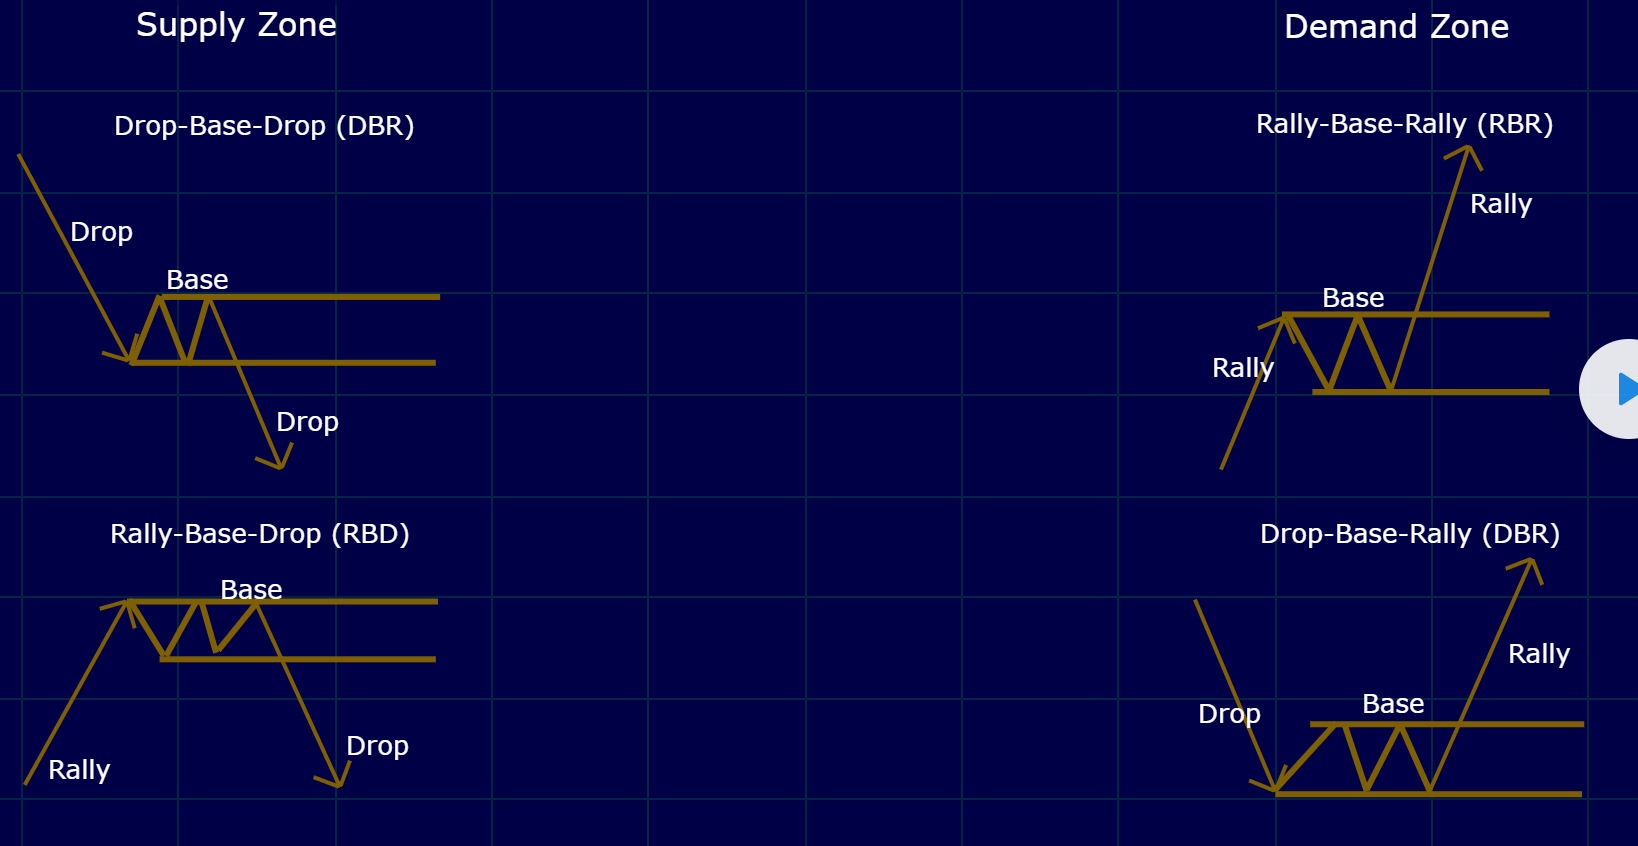 Supply Zone
Demand Zone
Drop-Base-Drop (DBR)
Drop
Base
Drop
Rally-Base-Rally (RBR)
Rally
Base
Rally
Rally-Base-Drop (RBD)
Base
Drop
Rally
Drop-Base-Rally (DBR)
Rally
Base
Drop